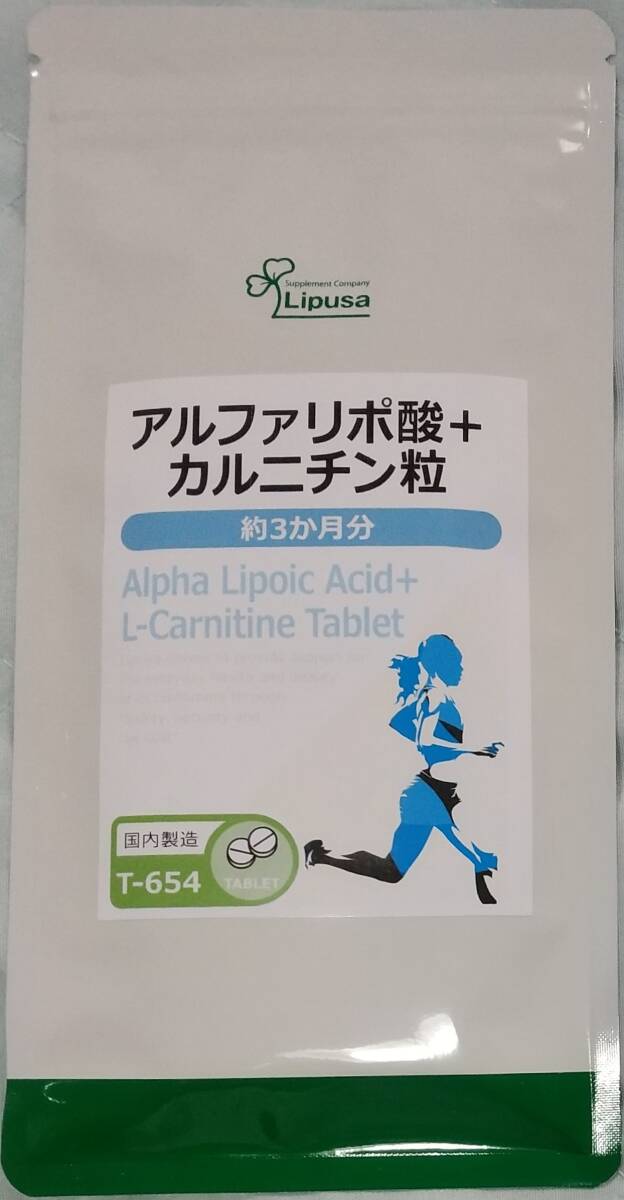 Supplement Company
Lipusa
アルファリポ酸＋
カルニチン粒
約3か月分
Alpha Lipoic Acid+
L-Carnitine Tablet
国内製造
T-654
TABLET